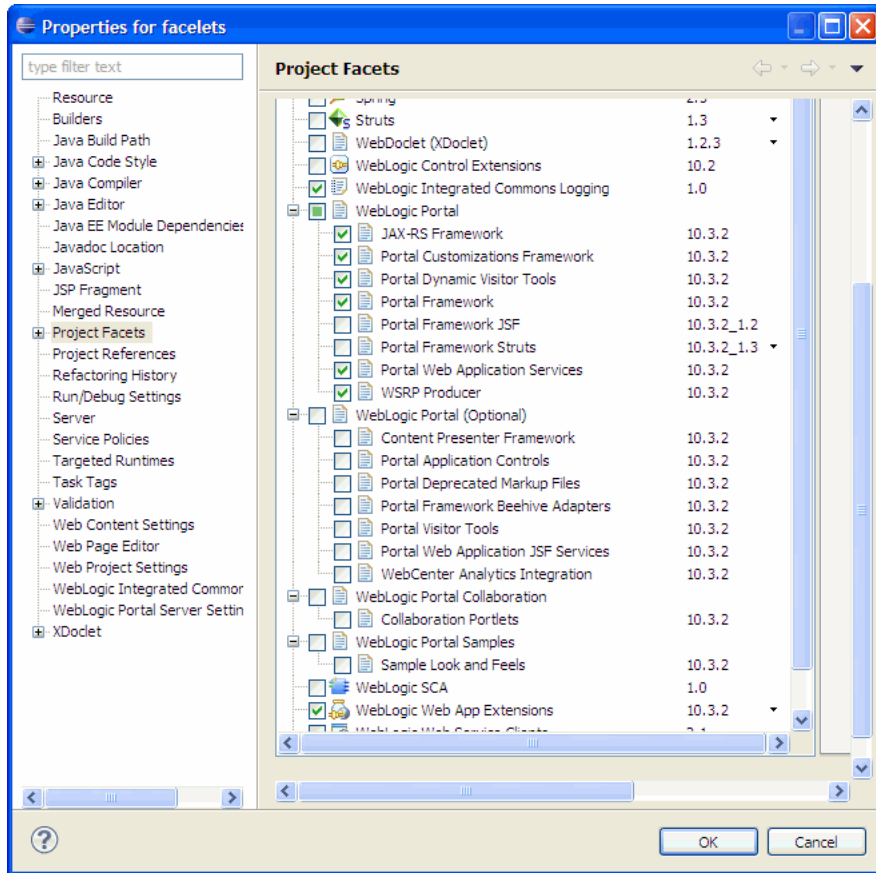 Properties for facelets
type filter text
Resource
Builders
Java Build Path
Java Code Style
Java Compiler
Java Editor
Java EE Module Dependencies
Javadoc Location
JavaScript
JSP Fragment
Merged Resource
Project Facets
Project References
Refactoring History
Run/Debug Settings
Server
Service Policies
Targeted Runtimes
Task Tags
Validation
Web Content Settings
Web Page Editor
Web Project Settings
WebLogic Integrated Common
WebLogic Portal Server Settin
XDoclet
Project Facets
Spring 2.5
Struts 1.3
WebDoclet (XDoclet) 1.2.3
WebLogic Control Extensions 10.2
WebLogic Integrated Commons Logging 1.0
WebLogic Portal
JAX-RS Framework 10.3.2
Portal Customizations Framework 10.3.2
Portal Dynamic Visitor Tools 10.3.2
Portal Framework 10.3.2
Portal Framework JSF 10.3.2_1.2
Portal Framework Struts 10.3.2_1.3
Portal Web Application Services 10.3.2
WSRP Producer 10.3.2
WebLogic Portal (Optional)
Content Presenter Framework 10.3.2
Portal Application Controls 10.3.2
Portal Deprecated Markup Files 10.3.2
Portal Framework Beehive Adapters 10.3.2
Portal Visitor Tools 10.3.2
Portal Web Application JSF Services 10.3.2
WebCenter Analytics Integration 10.3.2
WebLogic Portal Collaboration
Collaboration Portlets 10.3.2
WebLogic Portal Samples
Sample Look and Feels 10.3.2
WebLogic SCA 1.0
WebLogic Web App Extensions 10.3.2
WebLogic Web Service Clients
OK
Cancel